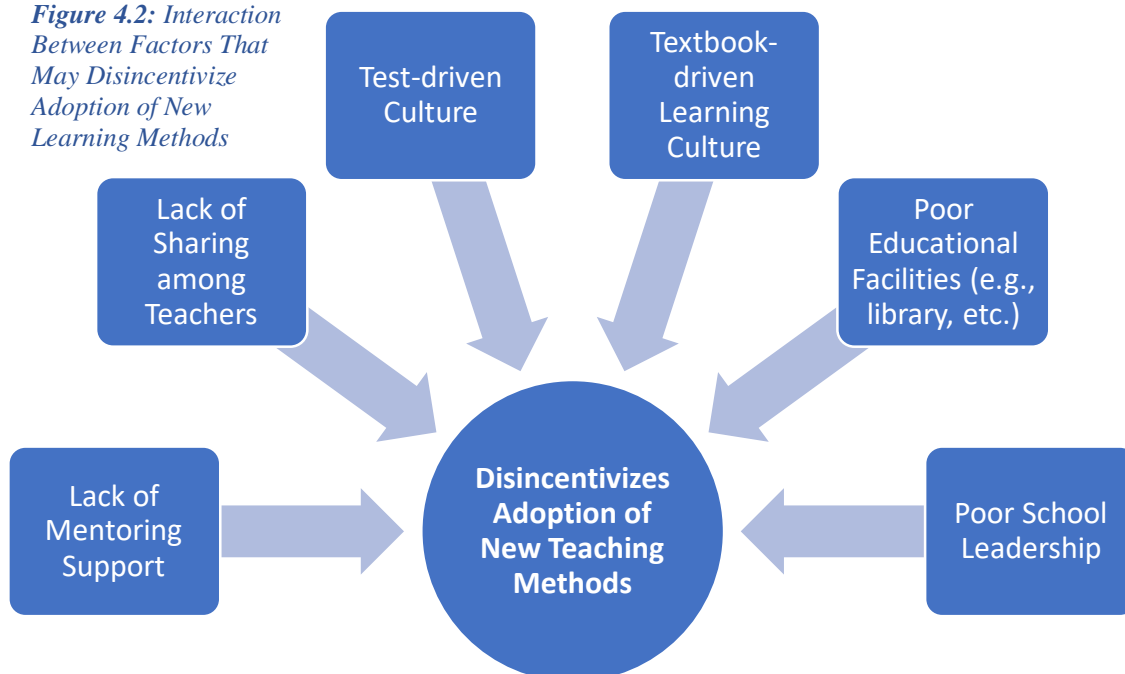 Figure 4.2: Interaction
Between Factors That
May Disincentivize
Adoption of New
Learning Methods
Test-driven
Culture
Textbook-
driven
Learning
Culture
Lack of
Sharing
among
Teachers
Poor
Educational
Facilities (e.g.,
library, etc.)
Lack of
Mentoring
Support
Disincentivizes
Adoption of
New Teaching
Methods
Poor School
Leadership